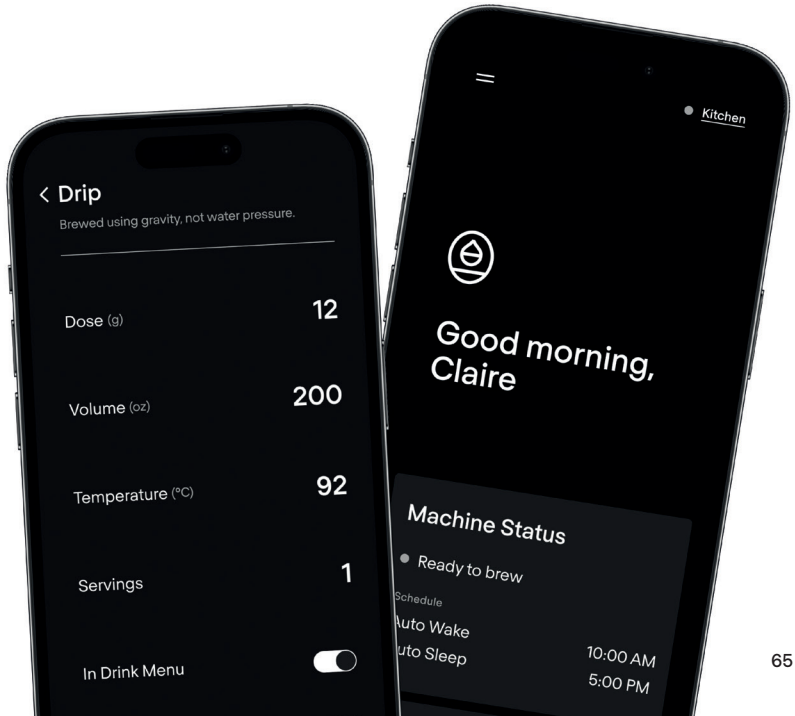 Drip
Brewed using gravity, not water pressure.
Dose (g)
12
Volume (oz)
200
Temperature (°C)
92
Servings
1
In Drink Menu
Kitchen
Good morning,
Claire
Machine Status
Ready to brew
Schedule
Auto Wake
10:00 AM
uto Sleep
5:00 PM
65